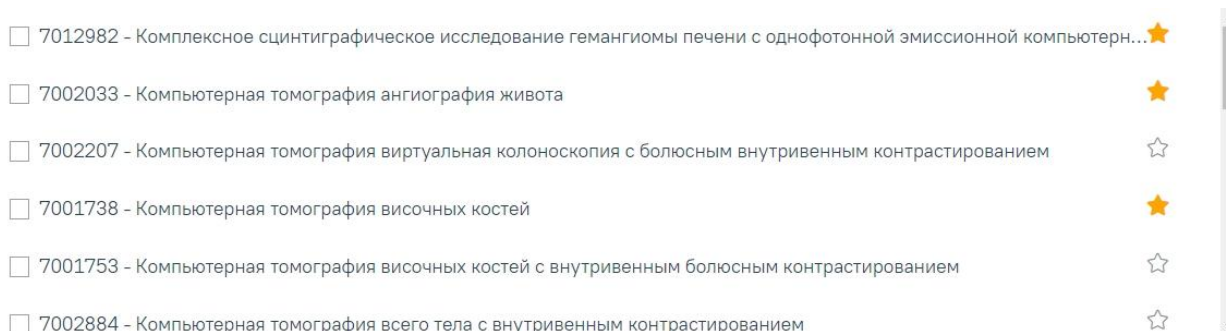 7012982 - Комплексное сцинтиграфическое исследование гемангиомы печени с однофотонной эмиссионной компьютерн...
7002033 - Компьютерная томография ангиография живота
7002207 - Компьютерная томография виртуальная колоноскопия с болюсным внутривенным контрастированием
7001738 - Компьютерная томография височных костей
7001753 - Компьютерная томография височных костей с внутривенным болюсным контрастированием
7002884 - Компьютерная томография всего тела с внутривенным контрастированием